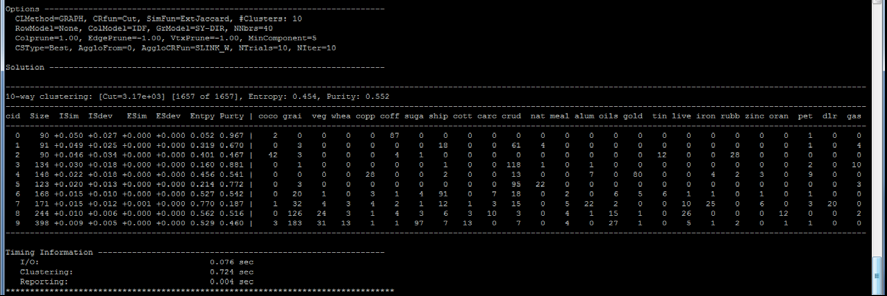 Options -----------------------------------------------------------------
CLMethod=GRAPH, CRfun=Cut, SimFun=ExtJaccard, #Clusters: 10
RowModel=None, ColModel=IDF, GrModel=SY-DIR, NNbrs=40
Colprune=1.00, EdgePrune=-1.00, VtxPrune=-1.00, MinComponent=5
CSType=Best, AggloFrom=0, AggloCRFun=SLINK_W, NTrials=10, NIter=10
Solution ----------------------------------------------------------------
10-way clustering: [Cut=3.17e+03] [1657 of 1657], Entropy: 0.454, Purity: 0.552
cid Size ISim ISdev ESim ESdev Entpy Purty | coco grai veg whea copp coff suga ship cott carc crud nat meal alum oils gold tin live iron rubb zinc oran pet dlr gas
0 90 +0.050 +0.027 +0.000 +0.000 0.052 0.967 | 2 0 0 0 0 87 0 0 0 0 0 0 0 0 0 0 0 0 0 0 0 0 1 0 0
1 91 +0.049 +0.025 +0.000 +0.000 0.319 0.670 | 0 3 0 0 0 0 0 18 0 0 61 4 0 0 0 0 0 0 0 0 0 0 1 0 4
2 90 +0.046 +0.034 +0.000 +0.000 0.401 0.467 | 42 3 0 0 0 4 1 0 0 0 0 0 0 0 0 0 12 0 0 28 0 0 0 0 0
3 134 +0.030 +0.018 +0.000 +0.000 0.160 0.881 | 0 1 0 0 0 0 0 1 0 0 118 0 1 1 0 0 0 0 0 0 0 0 2 0 10
4 148 +0.022 +0.018 +0.000 +0.000 0.456 0.541 | 0 0 0 0 28 0 0 2 0 0 13 0 0 7 0 80 0 0 4 2 3 0 9 0 0
5 123 +0.020 +0.013 +0.000 +0.000 0.214 0.772 | 0 3 0 0 0 0 0 0 0 0 95 22 0 0 0 0 0 0 0 0 0 0 0 0 3
6 168 +0.015 +0.010 +0.000 +0.000 0.527 0.542 | 0 20 1 0 3 1 4 91 0 7 18 0 2 0 6 5 6 1 1 0 1 0 1 0 0
7 171 +0.015 +0.012 +0.001 +0.000 0.770 0.187 | 1 32 4 3 4 2 1 12 1 3 15 0 5 22 2 0 0 10 25 0 6 0 3 20 0
8 244 +0.010 +0.006 +0.000 +0.000 0.562 0.516 | 0 126 24 3 1 4 3 6 3 10 3 0 4 1 15 1 0 26 0 0 0 12 0 0 2
9 398 +0.009 +0.005 +0.000 +0.000 0.529 0.460 | 3 183 31 13 1 1 97 7 13 0 7 0 4 0 27 1 0 5 1 2 0 1 1 0 0
Timing Information ------------------------------------------------------
I/O: 0.076 sec
Clustering: 0.724 sec
Reporting: 0.004 sec
********************************************************************************